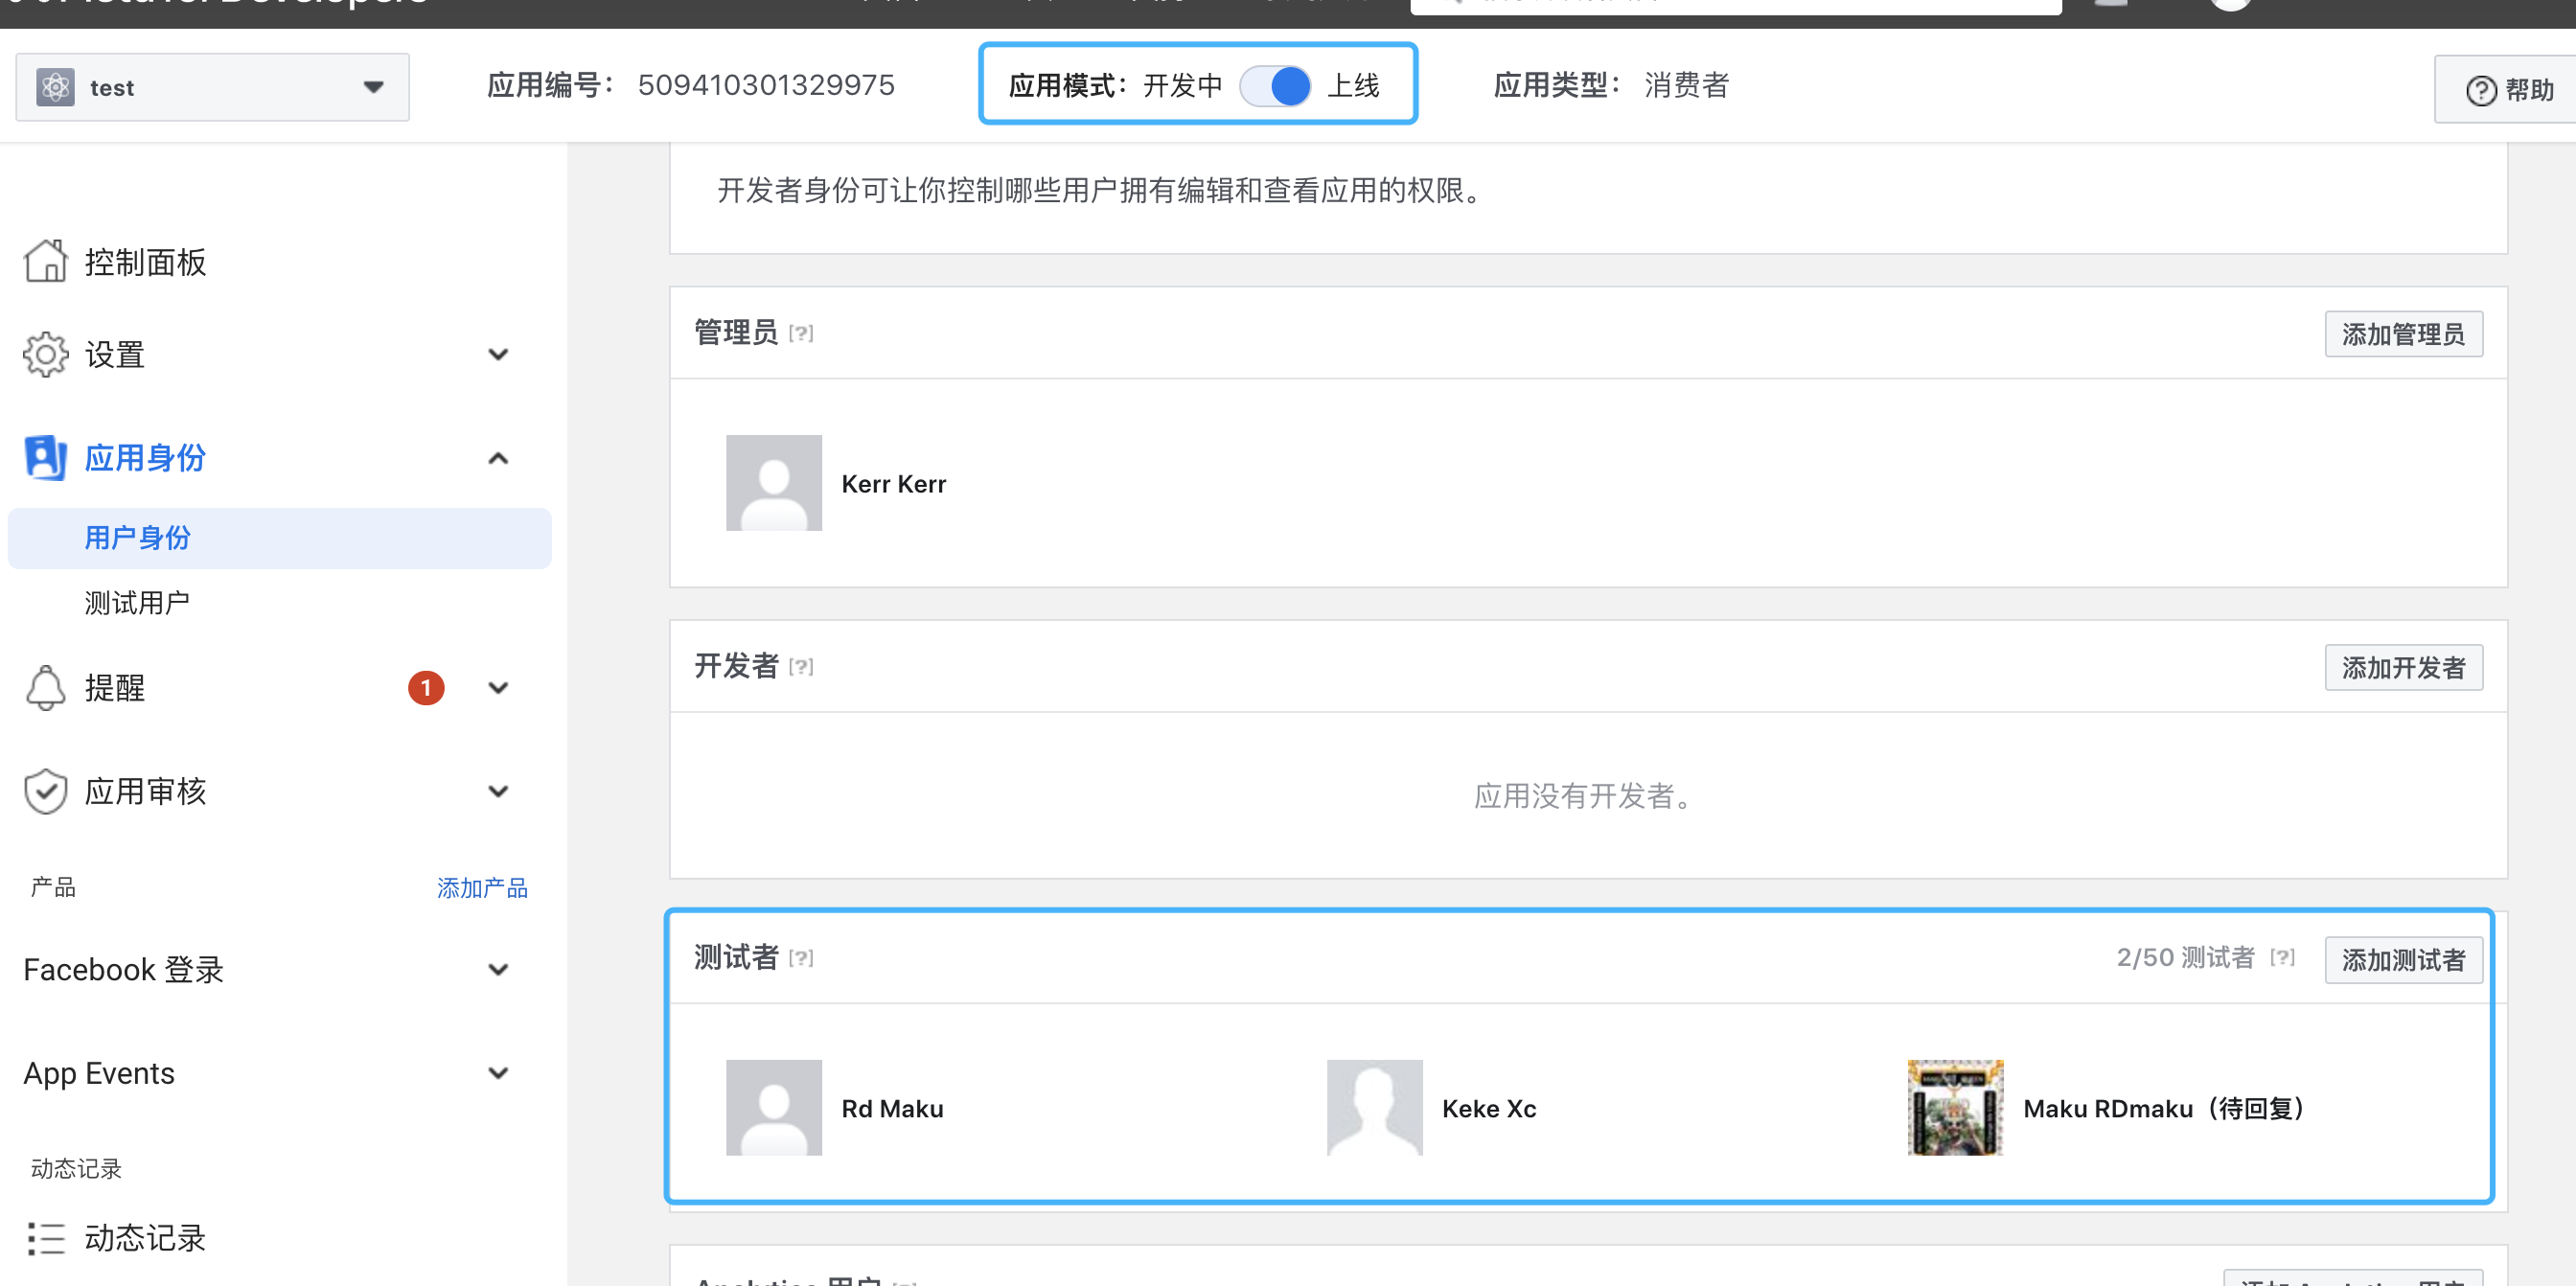 test
应用编号： 509410301329975
应用模式：开发中 上线
应用类型： 消费者
帮助
开发者身份可让你控制哪些用户拥有编辑和查看应用的权限。
控制面板
设置
应用身份
用户身份
测试用户
提醒
1
应用审核
产品
添加产品
Facebook 登录
App Events
动态记录
动态记录
管理员 [?]
添加管理员
Kerr Kerr
开发者 [?]
添加开发者
应用没有开发者。
测试者 [?]
2/50 测试者 [?]
添加测试者
Rd Maku
Keke Xc
Maku RDmaku（待回复）